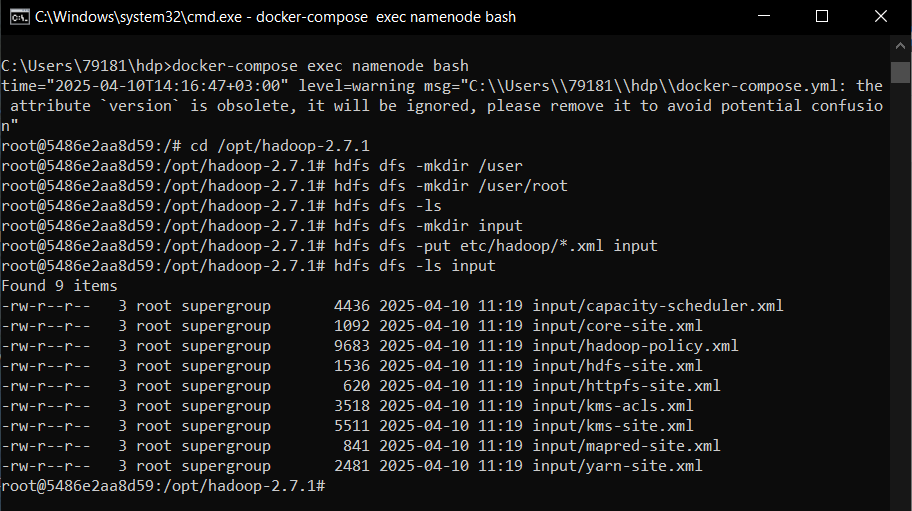 C:\Windows\system32\cmd.exe - docker-compose  exec namenode bash
C:\Users\79181\hdp>docker-compose exec namenode bash
time="2025-04-10T14:16:47+03:00" level=warning msg="C:\\Users\\79181\\hdp\\docker-compose.yml: the
 attribute `version` is obsolete, it will be ignored, please remove it to avoid potential confusio
n"
root@5486e2aa8d59:/# cd /opt/hadoop-2.7.1
root@5486e2aa8d59:/opt/hadoop-2.7.1# hdfs dfs -mkdir /user
root@5486e2aa8d59:/opt/hadoop-2.7.1# hdfs dfs -mkdir /user/root
root@5486e2aa8d59:/opt/hadoop-2.7.1# hdfs dfs -ls
root@5486e2aa8d59:/opt/hadoop-2.7.1# hdfs dfs -mkdir input
root@5486e2aa8d59:/opt/hadoop-2.7.1# hdfs dfs -put etc/hadoop/*.xml input
root@5486e2aa8d59:/opt/hadoop-2.7.1# hdfs dfs -ls input
Found 9 items
-rw-r--r--   3 root supergroup       4436 2025-04-10 11:19 input/capacity-scheduler.xml
-rw-r--r--   3 root supergroup       1092 2025-04-10 11:19 input/core-site.xml
-rw-r--r--   3 root supergroup       9683 2025-04-10 11:19 input/hadoop-policy.xml
-rw-r--r--   3 root supergroup       1536 2025-04-10 11:19 input/hdfs-site.xml
-rw-r--r--   3 root supergroup        620 2025-04-10 11:19 input/httpfs-site.xml
-rw-r--r--   3 root supergroup       3518 2025-04-10 11:19 input/kms-acls.xml
-rw-r--r--   3 root supergroup       5511 2025-04-10 11:19 input/kms-site.xml
-rw-r--r--   3 root supergroup        841 2025-04-10 11:19 input/mapred-site.xml
-rw-r--r--   3 root supergroup       2481 2025-04-10 11:19 input/yarn-site.xml
root@5486e2aa8d59:/opt/hadoop-2.7.1#